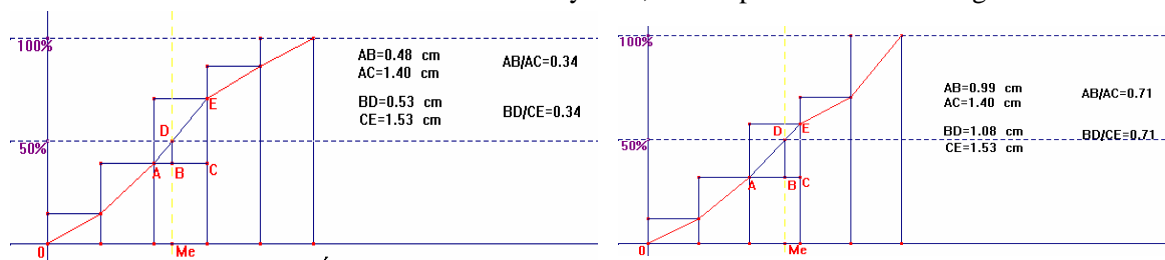 100%
AB=0.48 cm
AC=1.40 cm
AB/AC=0.34
BD=0.53 cm
CE=1.53 cm
BD/CE=0.34
E
D
50%
A
B
C
0
Me
100%
AB=0.99 cm
AC=1.40 cm
AB/AC=0.71
BD=1.08 cm
CE=1.53 cm
BD/CE=0.71
D
E
50%
A
B
C
0
Me